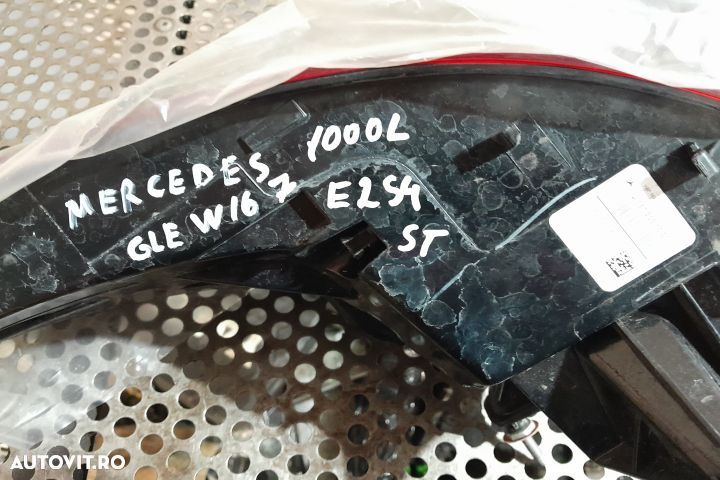 MERCEDES
GLE W167
1000L
E254
ST
AUTOVIT.RO